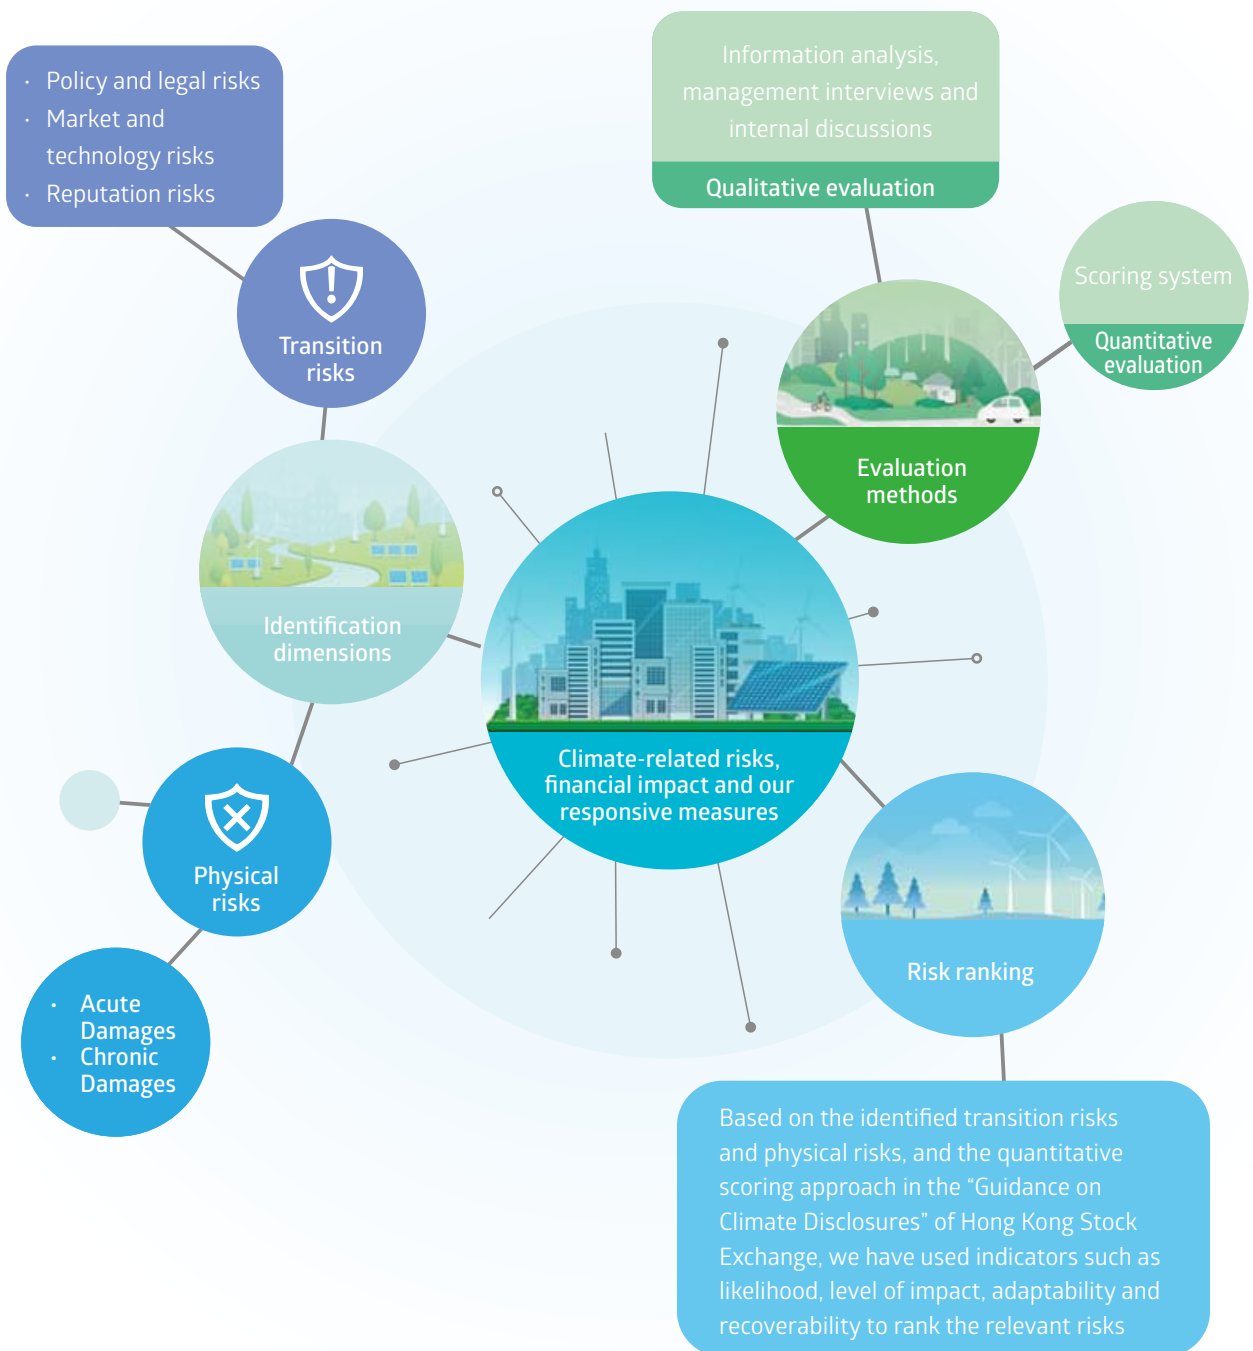 · Policy and legal risks
· Market and
technology risks
· Reputation risks
Transition
risks
Identification
dimensions
Physical
risks
· Acute
Damages
· Chronic
Damages
Climate-related risks,
financial impact and our
responsive measures
Information analysis,
management interviews and
internal discussions
Qualitative evaluation
Scoring system
Quantitative
evaluation
Evaluation
methods
Risk ranking
Based on the identified transition risks
and physical risks, and the quantitative
scoring approach in the “Guidance on
Climate Disclosures” of Hong Kong Stock
Exchange, we have used indicators such as
likelihood, level of impact, adaptability and
recoverability to rank the relevant risks